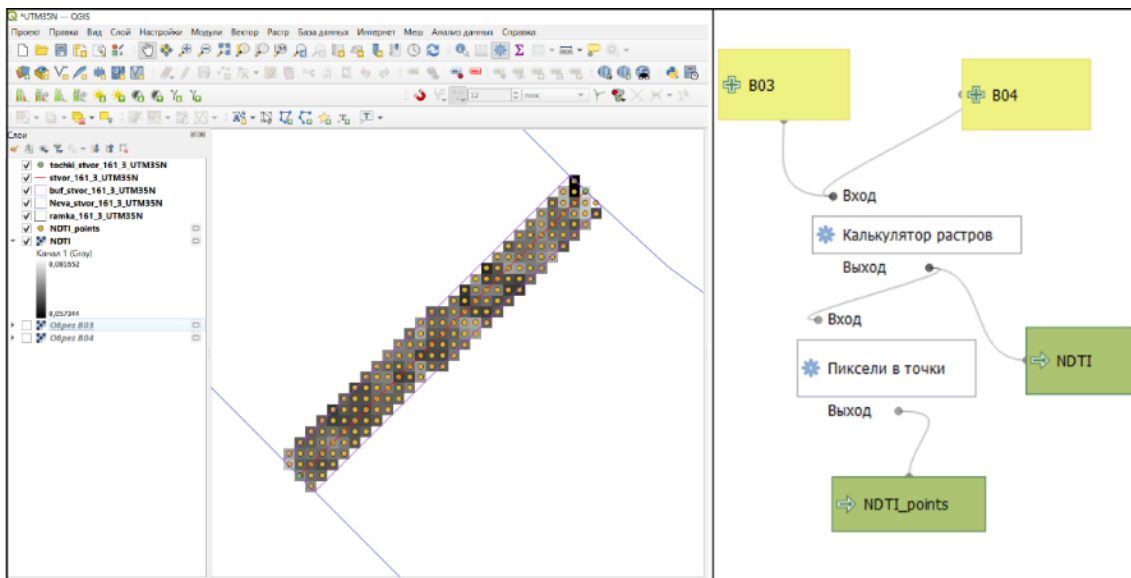 *UTM35N — QGIS
Проект Правка Вид Слой Настройки Модули Вектор Растр База данных Интернет Меш Анализ данных Справка
12 пикс
Слои
tochki_stvor_161_3_UTM35N
stvor_161_3_UTM35N
buf_stvor_161_3_UTM35N
Neva_stvor_161_3_UTM35N
ramka_161_3_UTM35N
NDTI_points
NDTI
Канал 1 (Gray)
0,081652
0,057344
Обрез B03
Обрез B04
B03
B04
Вход
Калькулятор растров
Выход
Вход
NDTI
Пиксели в точки
Выход
NDTI_points